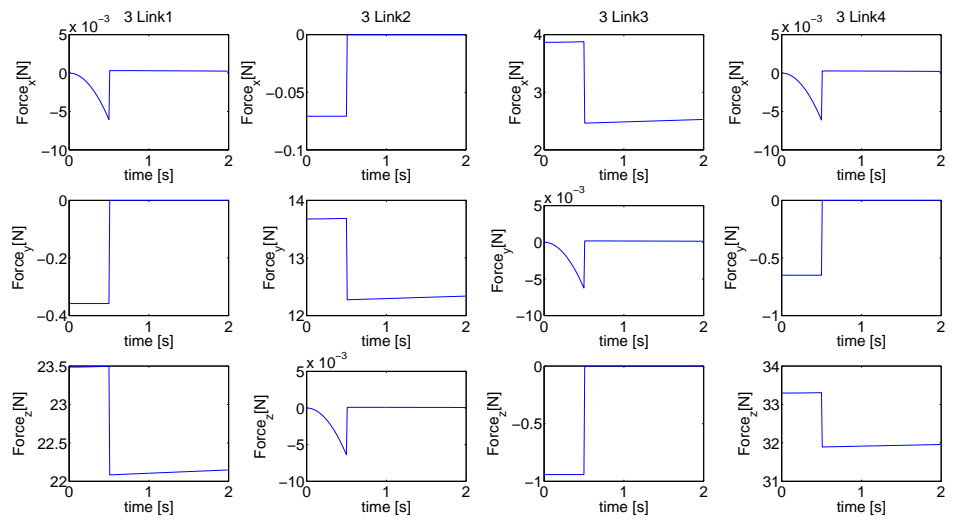 3 Link1
3 Link2
3 Link3
3 Link4
x 10⁻³
5
0
−5
−10
Forceₓ[N]
0 1 2
time [s]
0
−0.05
−0.1
Forceₓ[N]
0 1 2
time [s]
4
3
2
Forceₓ[N]
0 1 2
time [s]
x 10⁻³
5
0
−5
−10
Forceₓ[N]
0 1 2
time [s]
0
−0.2
−0.4
Force_y[N]
0 1 2
time [s]
14
13
12
Force_y[N]
0 1 2
time [s]
x 10⁻³
5
0
−5
−10
Force_y[N]
0 1 2
time [s]
0
−0.5
−1
Force_y[N]
0 1 2
time [s]
23.5
23
22.5
22
Force_z[N]
0 1 2
time [s]
x 10⁻³
5
0
−5
−10
Force_z[N]
0 1 2
time [s]
0
−0.5
−1
Force_z[N]
0 1 2
time [s]
34
33
32
31
Force_z[N]
0 1 2
time [s]